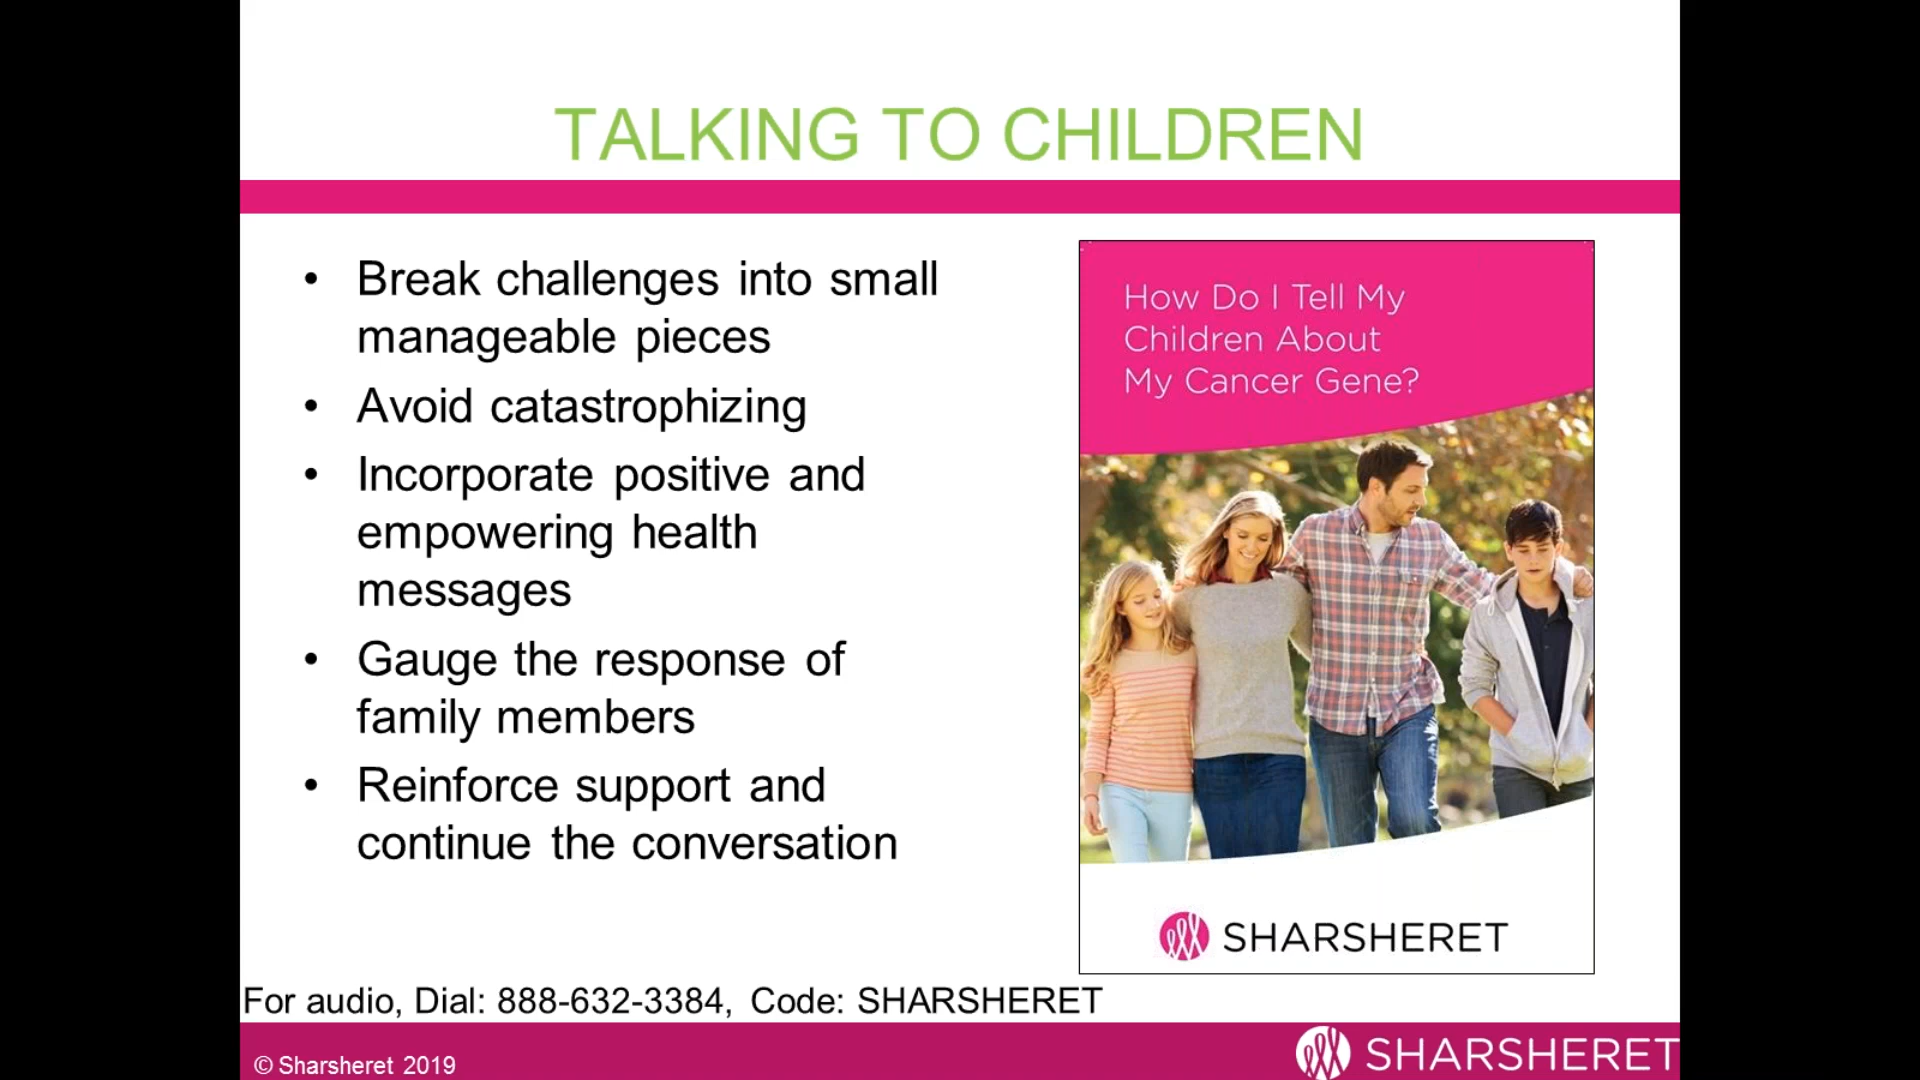 TALKING TO CHILDREN
• Break challenges into small
manageable pieces
• Avoid catastrophizing
• Incorporate positive and
empowering health
messages
• Gauge the response of
family members
• Reinforce support and
continue the conversation
How Do I Tell My
Children About
My Cancer Gene?
SHARSHERET
For audio, Dial: 888-632-3384, Code: SHARSHERET
© Sharsheret 2019
SHARSHERET